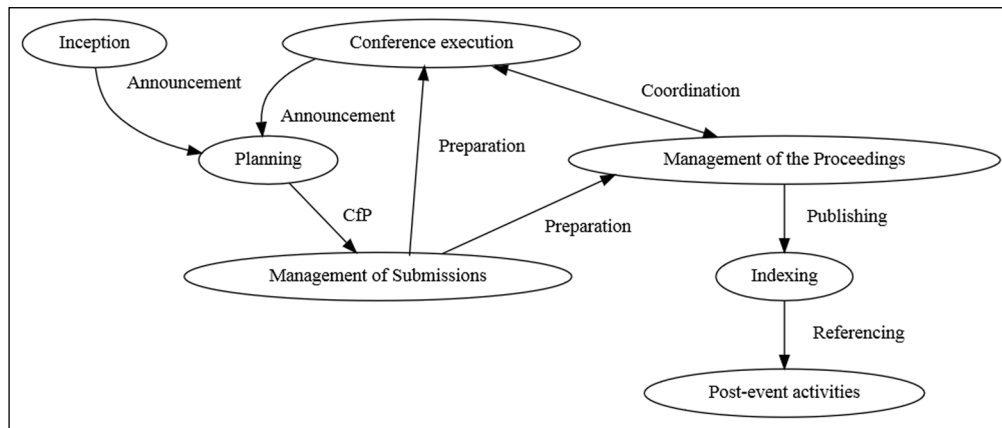 Inception
Conference execution
Announcement
Coordination
Announcement
Preparation
Planning
Management of the Proceedings
CfP
Preparation
Publishing
Management of Submissions
Indexing
Referencing
Post-event activities